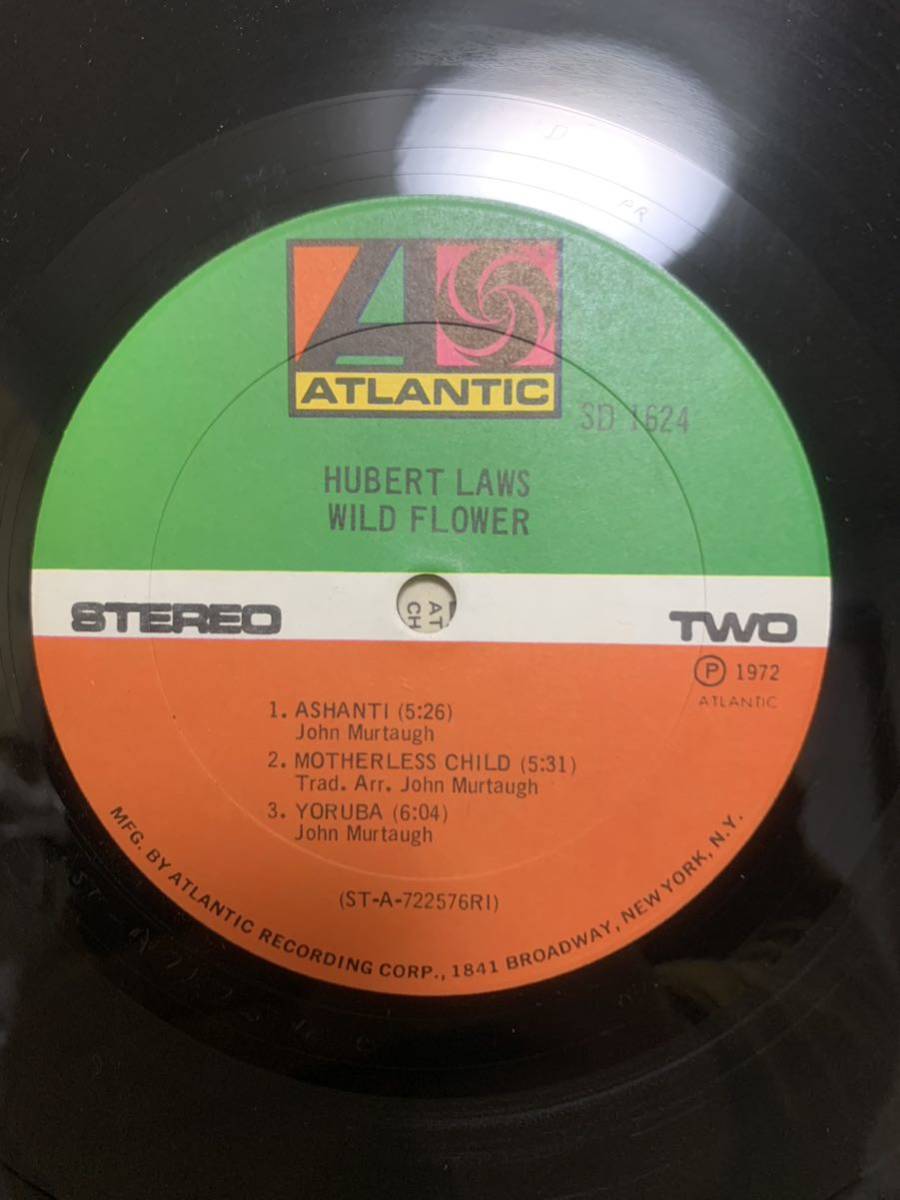 ATLANTIC
SD 1624
HUBERT LAWS
WILD FLOWER
STEREO
TWO
Ⓟ 1972
ATLANTIC
1. ASHANTI (5:26)
John Murtaugh
2. MOTHERLESS CHILD (5:31)
Trad. Arr. John Murtaugh
3. YORUBA (6:04)
John Murtaugh
(ST-A-722576RI)
MFG. BY ATLANTIC RECORDING CORP., 1841 BROADWAY, NEW YORK, N.Y.
AT
CH
PR